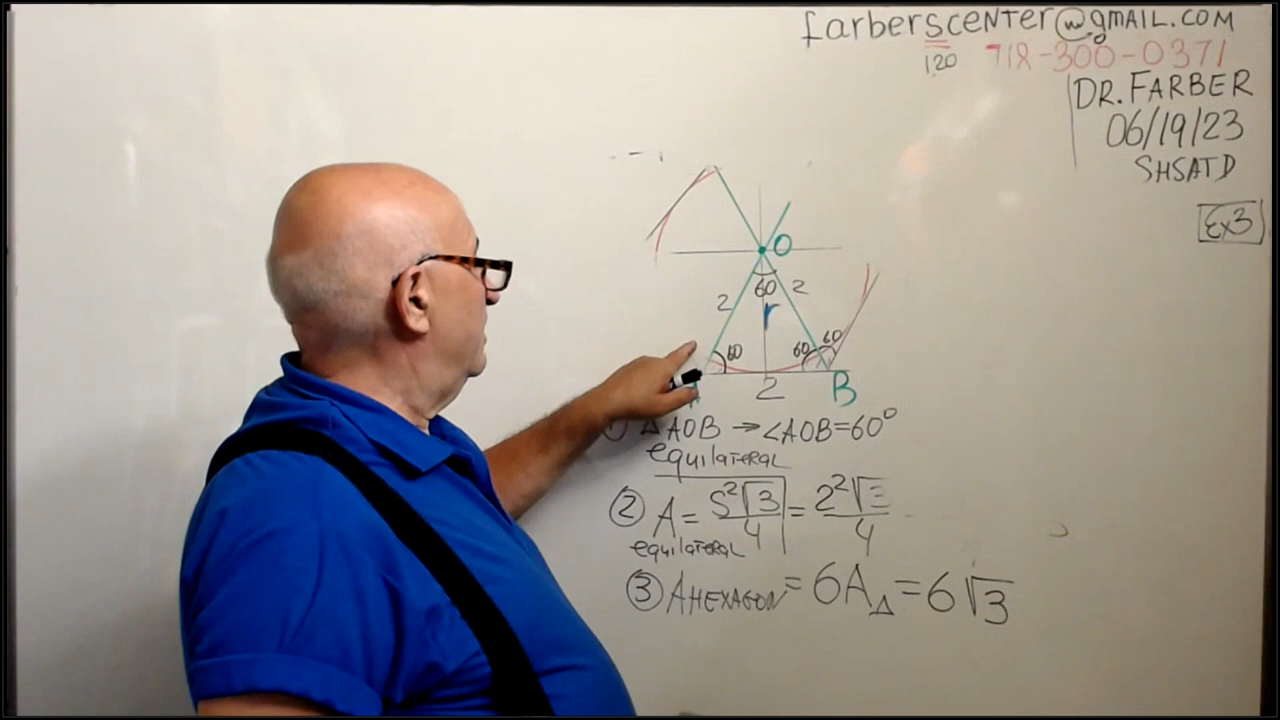 farberscenter@gmail.com
120 718-300-0371
DR. FARBER
06/19/23
SHSATD
Ex3
O
60
2 2
r
60 60 60
2 B
1) △AOB → ∠AOB=60°
equilateral
② A = S²√3/4 = 2²√3/4
equilateral
③ A HEXAGON = 6A△ = 6√3